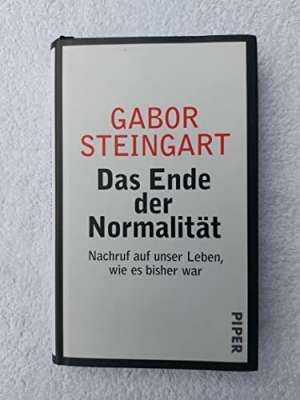 GABOR
STEINGART
Das Ende
der
Normalität
Nachruf auf unser Leben,
wie es bisher war
PIPER